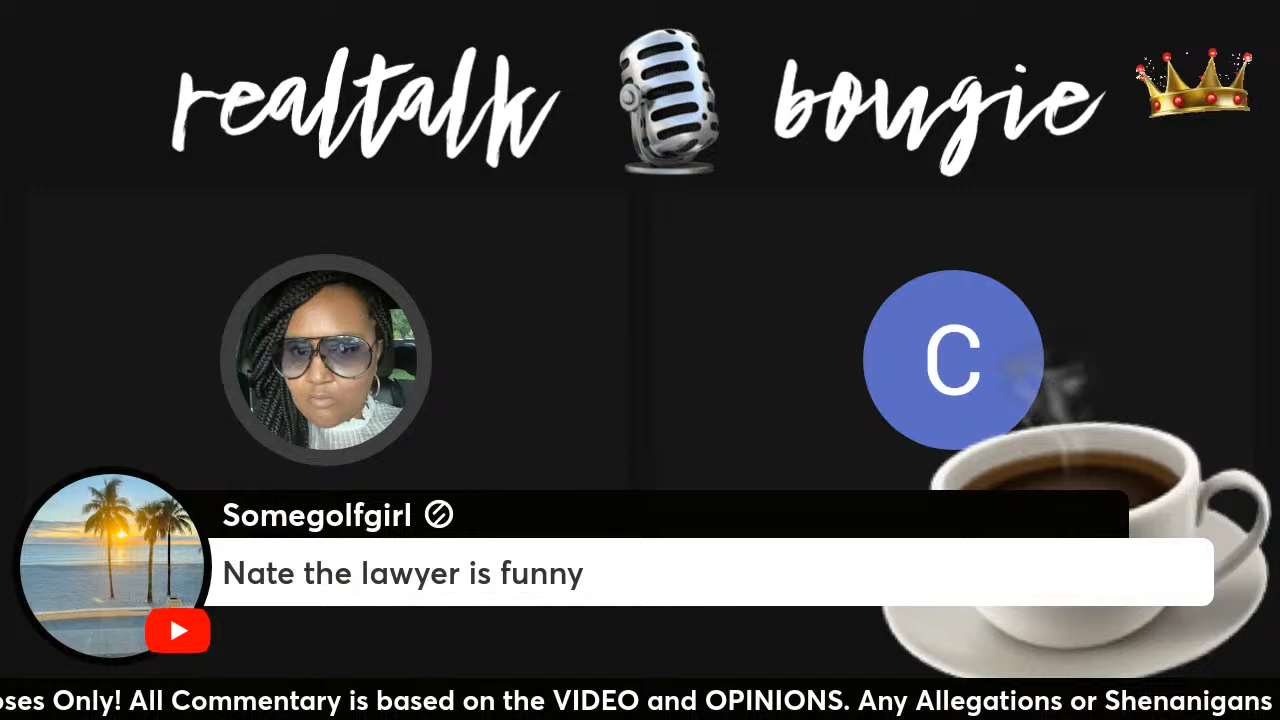 realtalk bougie
C
Somegolfgirl
Nate the lawyer is funny
oses Only! All Commentary is based on the VIDEO and OPINIONS. Any Allegations or Shenanigans